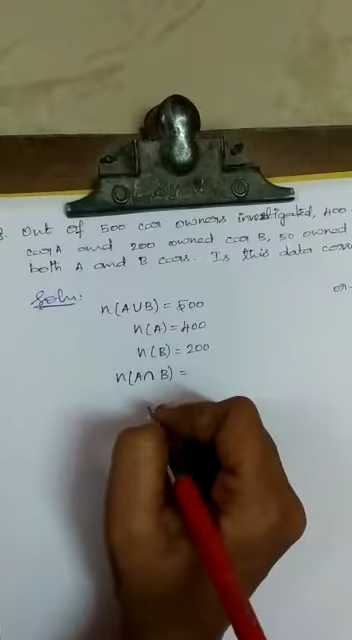 3. Out of 500 car owners investigated, 400
car A and 200 owned car B, 50 owned
both A and B cars. Is this data
Soln:
n(A∪B) = 500
n(A) = 400
n(B) = 200
n(A∩B) =